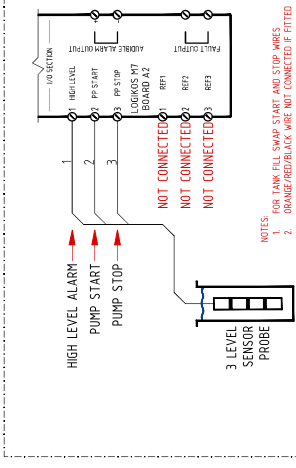 I/O SECTION
AUDIBLE ALARM OUTPUT
+
-
FAULT OUTPUT
HIGH LEVEL
PP START
PP STOP
LOGIKOS M7
BOARD A2
REF1
REF2
REF3
1
2
3
1
2
3
1
2
3
NOT CONNECTED
NOT CONNECTED
NOT CONNECTED
HIGH LEVEL ALARM
PUMP START
PUMP STOP
3 LEVEL
SENSOR
PROBE
NOTES:
1. FOR TANK FILL SWAP START AND STOP WIRES
2. ORANGE/RED/BLACK WIRE NOT CONNECTED IF FITTED